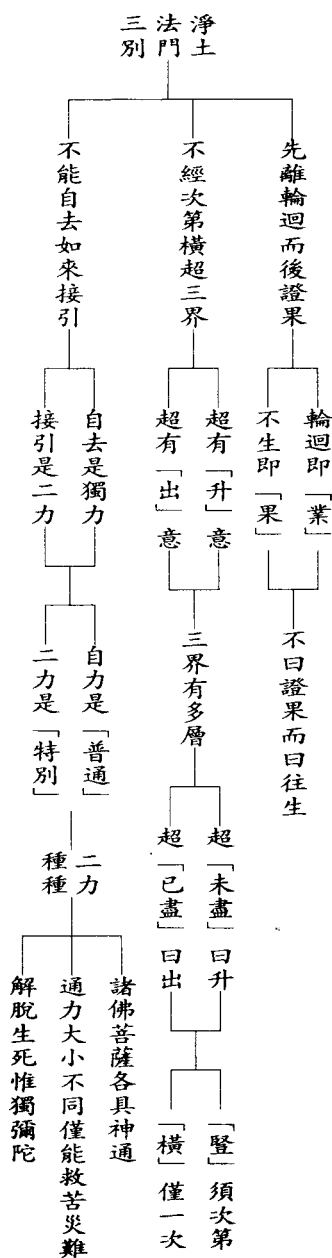 淨土
法門
三別
先離輪迴而後證果
輪迴即「業」
不生即「果」
不曰證果而曰往生
不經次第橫超三界
超有「升」意
超有「出」意
三界有多層
超「未盡」曰升
超「已盡」曰出
「豎」須次第
「橫」僅一次
不能自去如來接引
自去是獨力
接引是二力
自力是「普通」
二力是「特別」
二力
種種
諸佛菩薩各具神通
通力大小不同僅能救苦災難
解脫生死惟獨彌陀